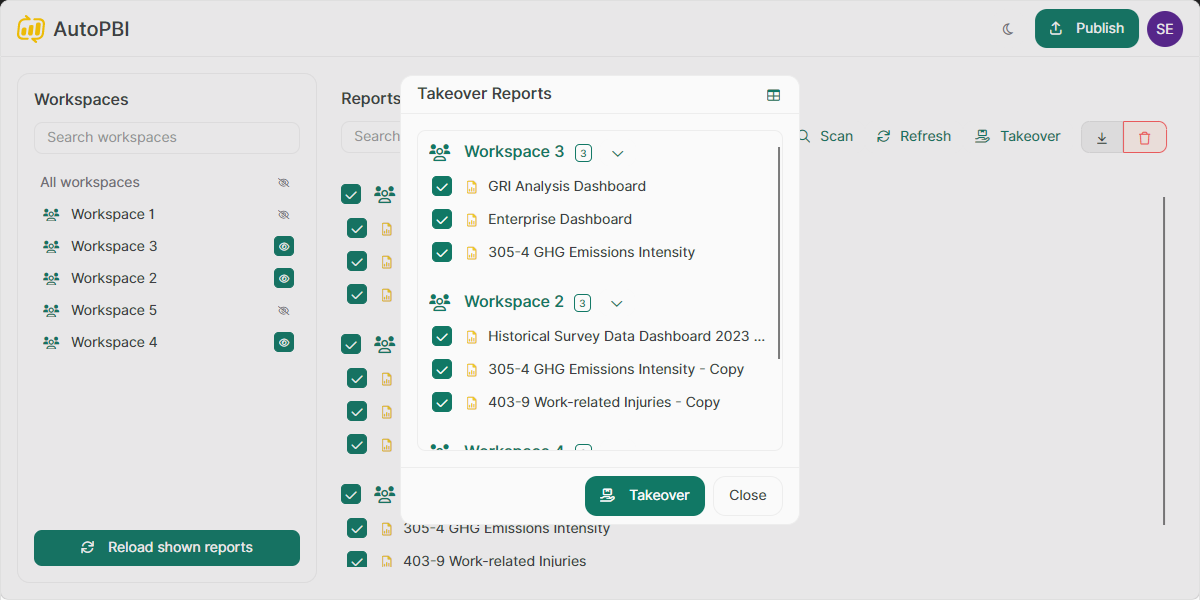 AutoPBI
Publish
SE
Workspaces
Search workspaces
All workspaces
Workspace 1
Workspace 3
Workspace 2
Workspace 5
Workspace 4
Reload shown reports
Reports
Search
Scan
Refresh
Takeover
Takeover Reports
Workspace 3 3
GRI Analysis Dashboard
Enterprise Dashboard
305-4 GHG Emissions Intensity
Workspace 2 3
Historical Survey Data Dashboard 2023 ...
305-4 GHG Emissions Intensity - Copy
403-9 Work-related Injuries - Copy
Workspace 4
Takeover
Close
305-4 GHG Emissions Intensity
403-9 Work-related Injuries